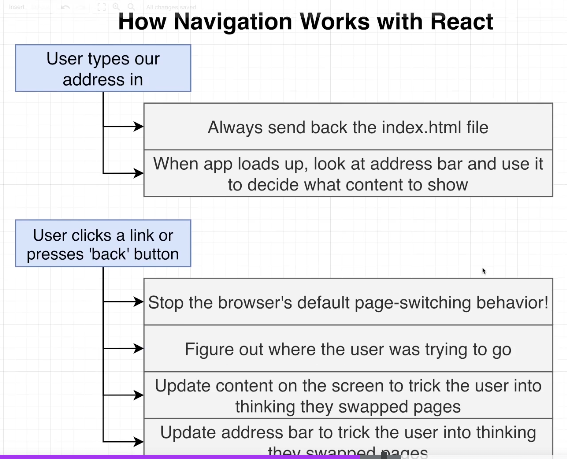 How Navigation Works with React
User types our
address in
Always send back the index.html file
When app loads up, look at address bar and use it
to decide what content to show
User clicks a link or
presses 'back' button
Stop the browser's default page-switching behavior!
Figure out where the user was trying to go
Update content on the screen to trick the user into
thinking they swapped pages
Update address bar to trick the user into thinking
they swapped pages